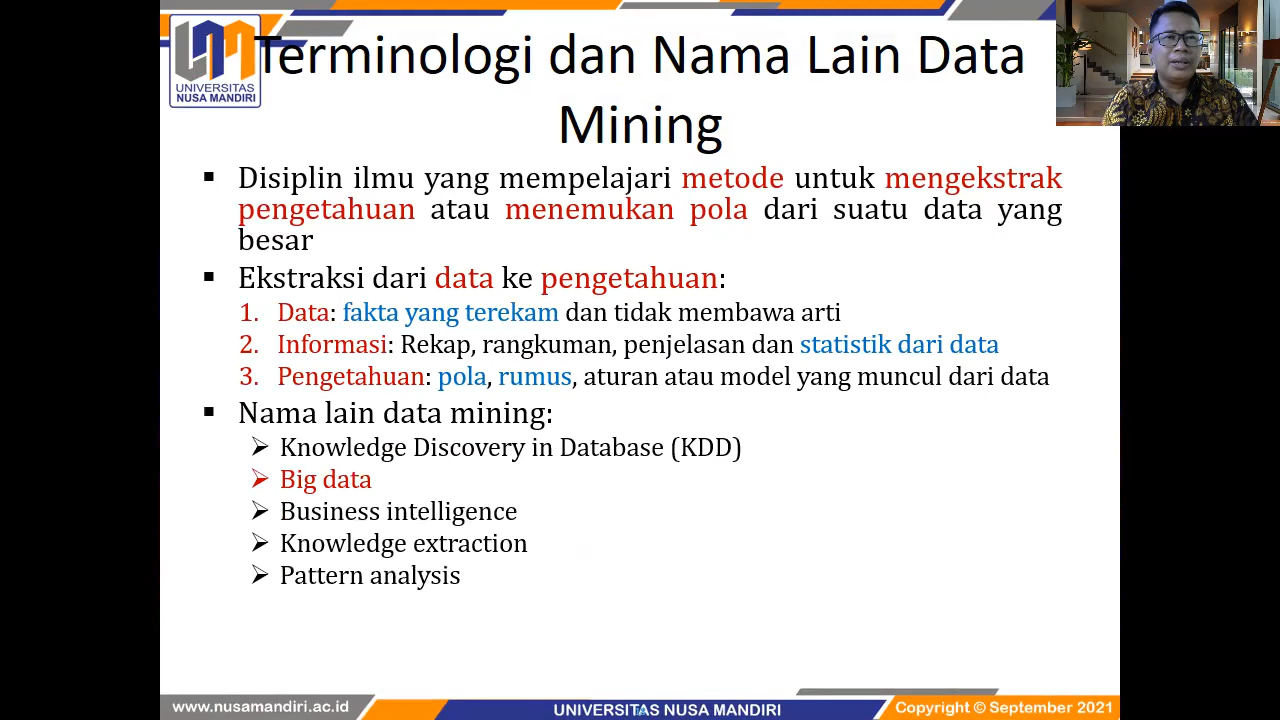 UNIVERSITAS
NUSA MANDIRI
Terminologi dan Nama Lain Data
Mining
▪ Disiplin ilmu yang mempelajari metode untuk mengekstrak
pengetahuan atau menemukan pola dari suatu data yang
besar
▪ Ekstraksi dari data ke pengetahuan:
1. Data: fakta yang terekam dan tidak membawa arti
2. Informasi: Rekap, rangkuman, penjelasan dan statistik dari data
3. Pengetahuan: pola, rumus, aturan atau model yang muncul dari data
▪ Nama lain data mining:
➢ Knowledge Discovery in Database (KDD)
➢ Big data
➢ Business intelligence
➢ Knowledge extraction
➢ Pattern analysis
www.nusamandiri.ac.id
UNIVERSITAS NUSA MANDIRI
Copyright © September 2021